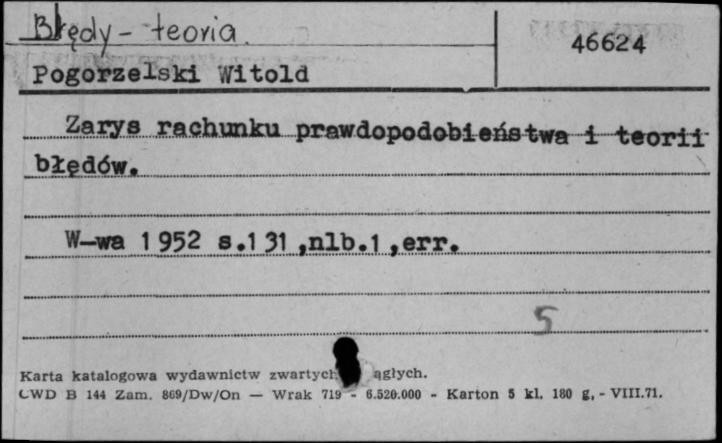 Błędy - teoria.
46624
Pogorzelski Witold
Zarys rachunku prawdopodobieństwa i teorii
błędów.
W-wa 1952 s.131,nlb.1,err.
5
Karta katalogowa wydawnictw zwartych ągłych.
CWD B 144 Zam. 869/Dw/On — Wrak 719 - 6.520.000 - Karton 5 kl. 180 g, - VIII.71.